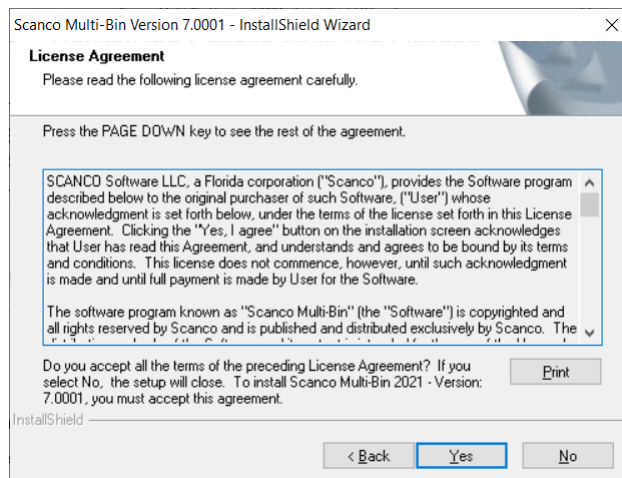 Scanco Multi-Bin Version 7.0001 - InstallShield Wizard
License Agreement
Please read the following license agreement carefully.
Press the PAGE DOWN key to see the rest of the agreement.
SCANCO Software LLC, a Florida corporation ("Scanco"), provides the Software program
described below to the original purchaser of such Software, ("User") whose
acknowledgment is set forth below, under the terms of the license set forth in this License
Agreement.  Clicking the "Yes, I agree" button on the installation screen acknowledges
that User has read this Agreement, and understands and agrees to be bound by its terms
and conditions.  This license does not commence, however, until such acknowledgment
is made and until full payment is made by User for the Software.
The software program known as "Scanco Multi-Bin" (the "Software") is copyrighted and
all rights reserved by Scanco and is published and distributed exclusively by Scanco.  The
Do you accept all the terms of the preceding License Agreement?  If you
select No,  the setup will close.  To install Scanco Multi-Bin 2021 - Version:
7.0001, you must accept this agreement.
Print
InstallShield
< Back
Yes
No